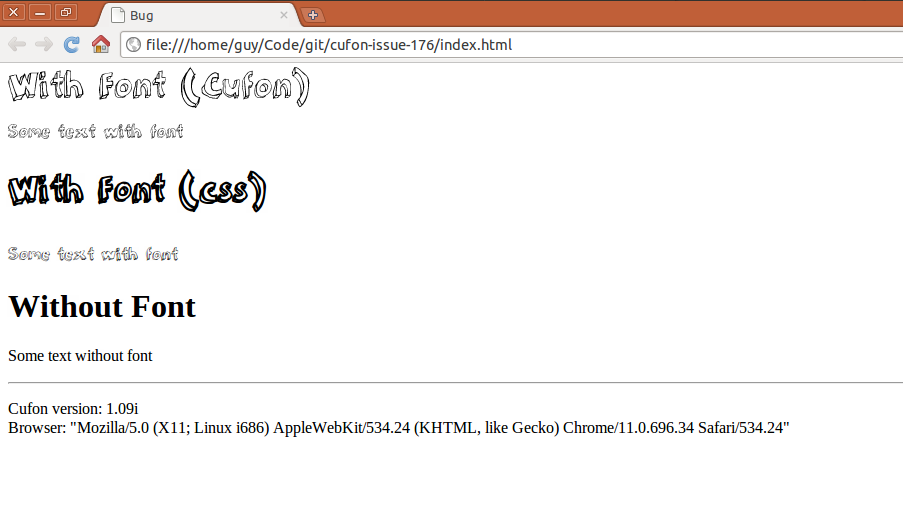 Bug
file:///home/guy/Code/git/cufon-issue-176/index.html
With Font (Cufon)
Some text with font
With Font (css)
Some text with font
Without Font
Some text without font
Cufon version: 1.09i
Browser: "Mozilla/5.0 (X11; Linux i686) AppleWebKit/534.24 (KHTML, like Gecko) Chrome/11.0.696.34 Safari/534.24"